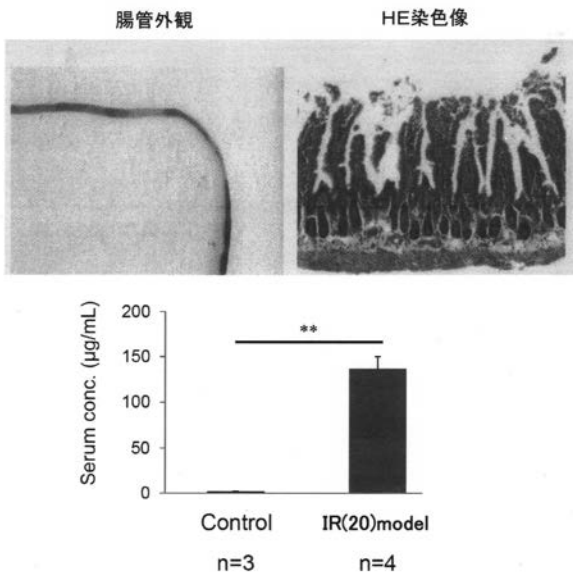 腸管外観
HE染色像
Serum conc. (μg/mL)
200
150
100
50
0
**
Control
IR(20)model
n=3
n=4